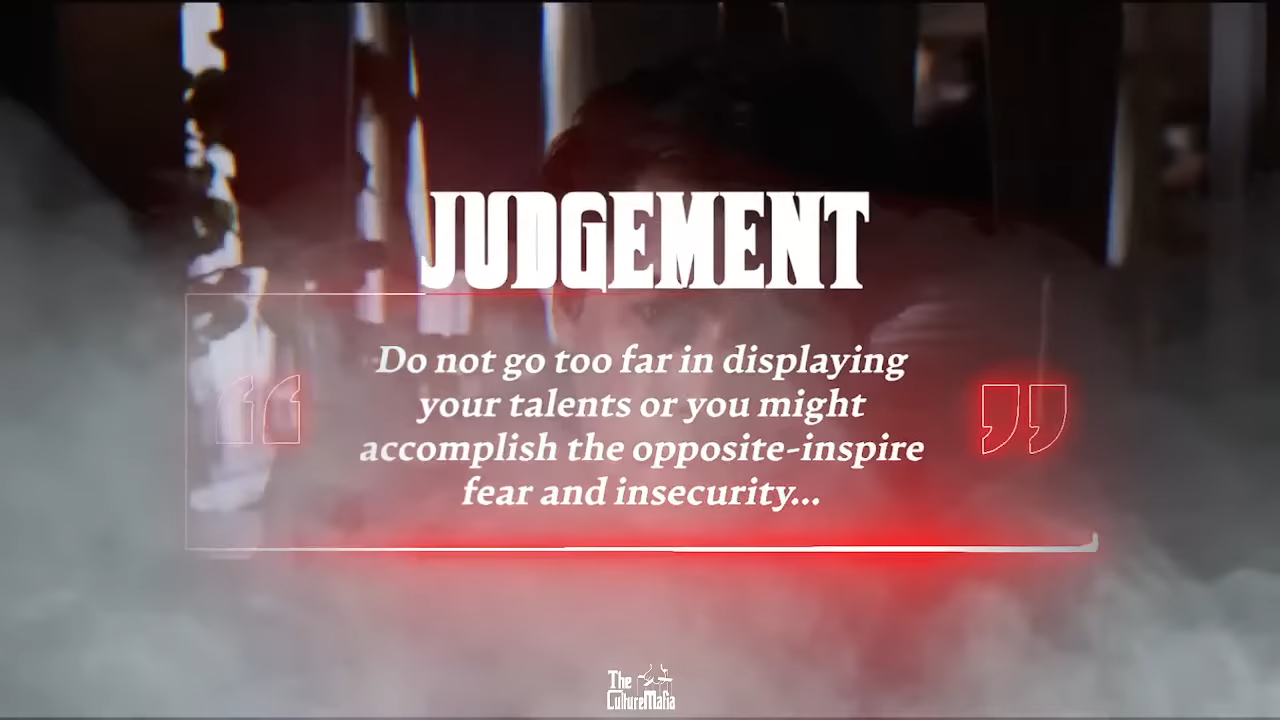 JUDGEMENT
Do not go too far in displaying
your talents or you might
accomplish the opposite-inspire
fear and insecurity...
The
CultureMafia